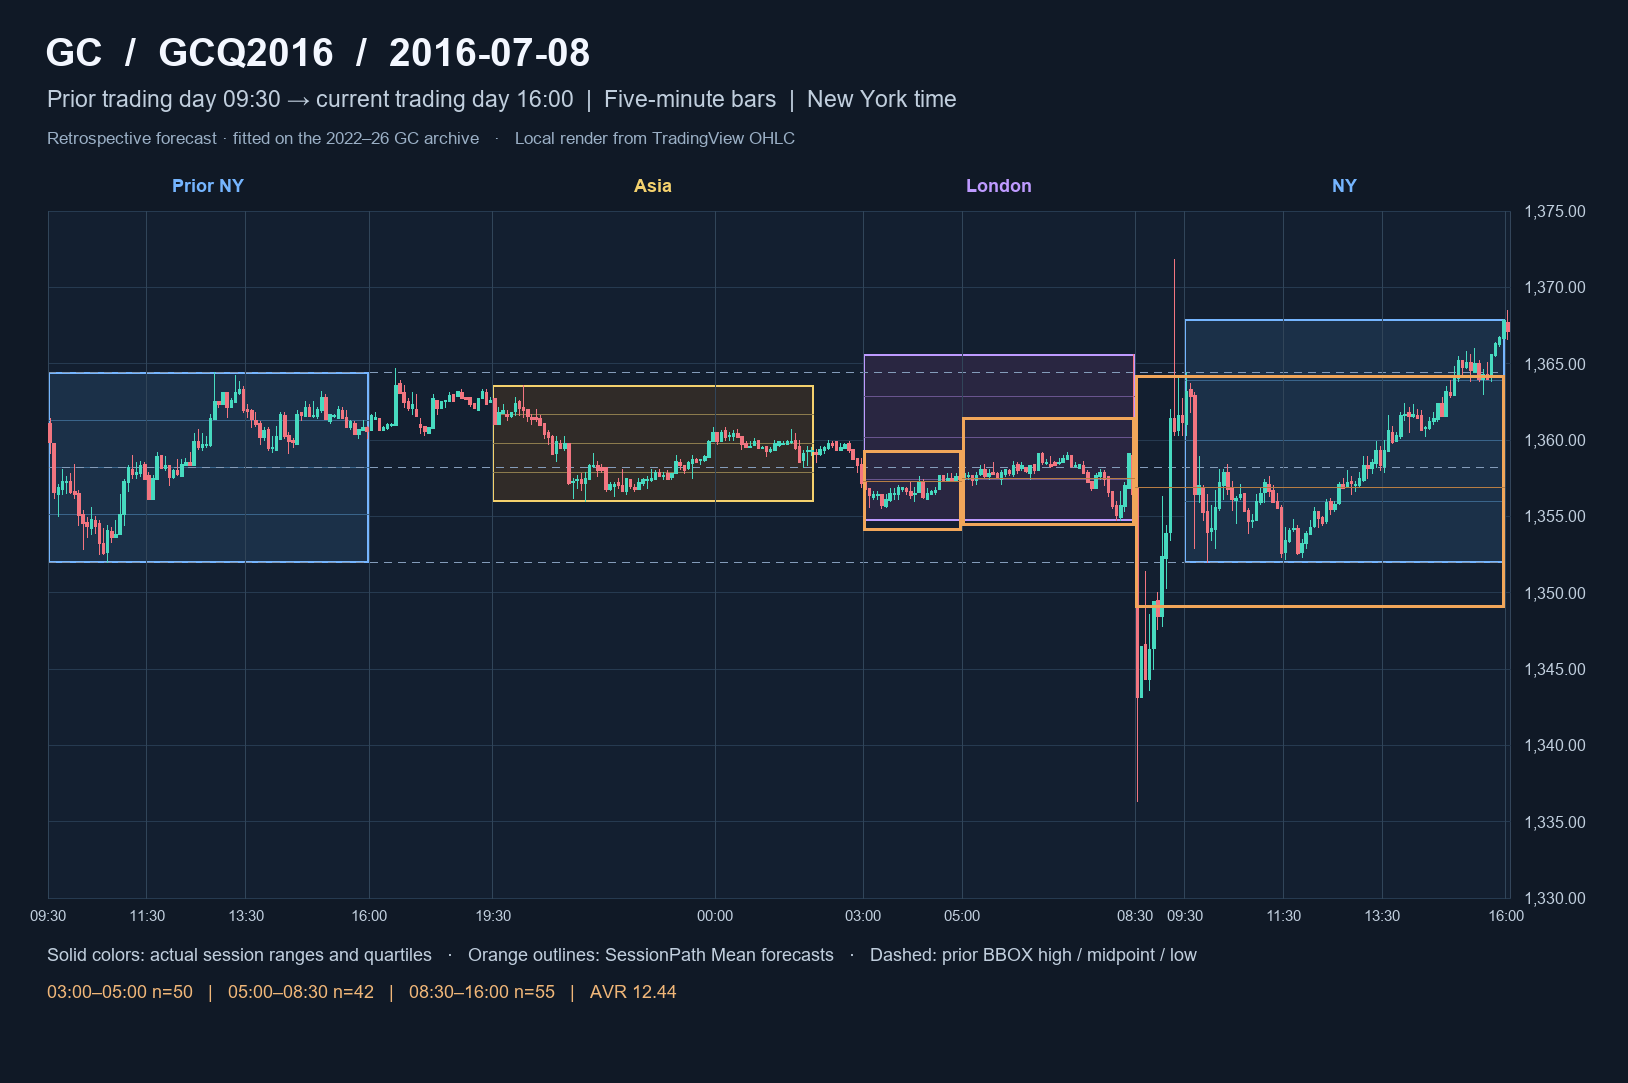 GC / GCQ2016 / 2016-07-08
Prior trading day 09:30 → current trading day 16:00 | Five-minute bars | New York time
Retrospective forecast · fitted on the 2022–26 GC archive · Local render from TradingView OHLC
Prior NY Asia London NY
1,375.00
1,370.00
1,365.00
1,360.00
1,355.00
1,350.00
1,345.00
1,340.00
1,335.00
1,330.00
09:30 11:30 13:30 16:00 19:30 00:00 03:00 05:00 08:30 09:30 11:30 13:30 16:00
Solid colors: actual session ranges and quartiles · Orange outlines: SessionPath Mean forecasts · Dashed: prior BBOX high / midpoint / low
03:00–05:00 n=50 | 05:00–08:30 n=42 | 08:30–16:00 n=55 | AVR 12.44